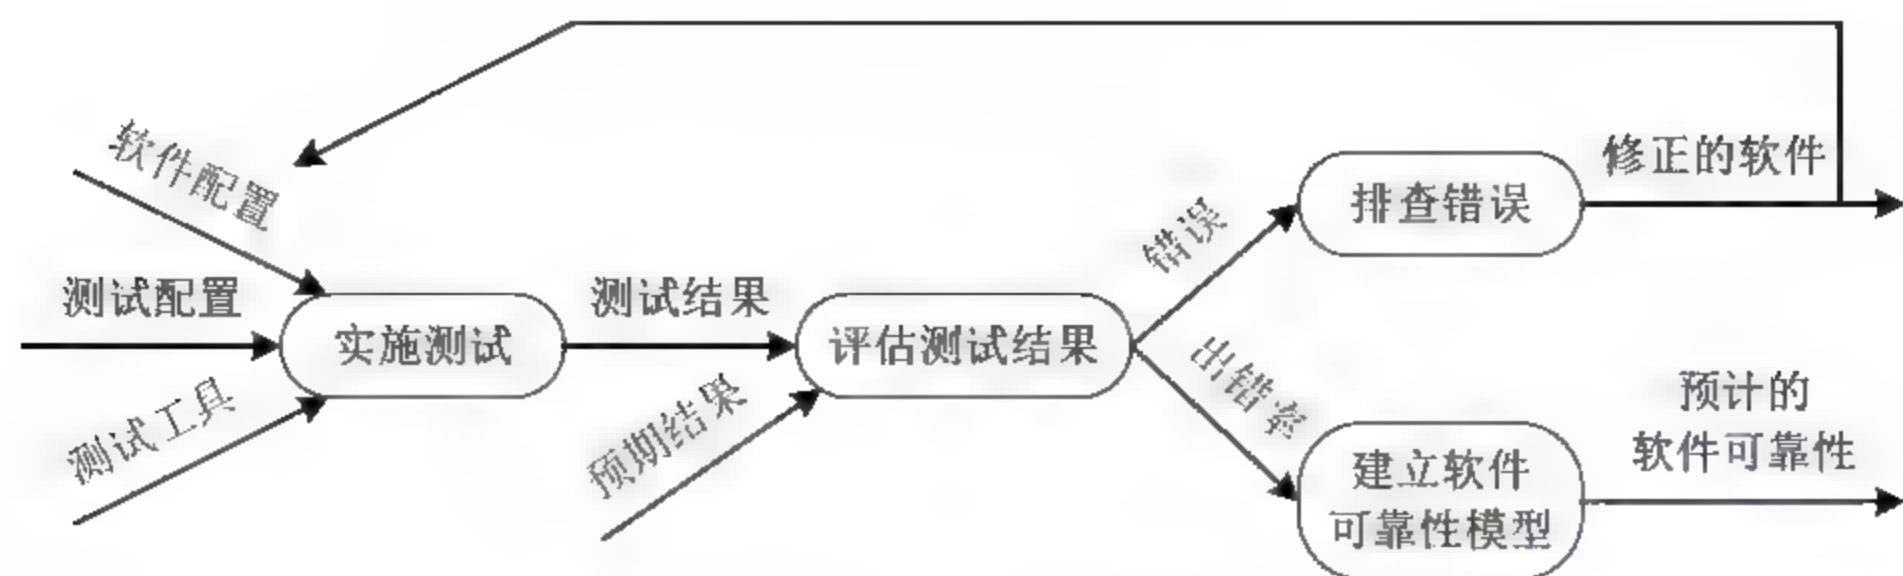 软件配置
测试配置
测试工具
实施测试
测试结果
预期结果
评估测试结果
错误
出错率
排查错误
修正的软件
建立软件
可靠性模型
预计的
软件可靠性